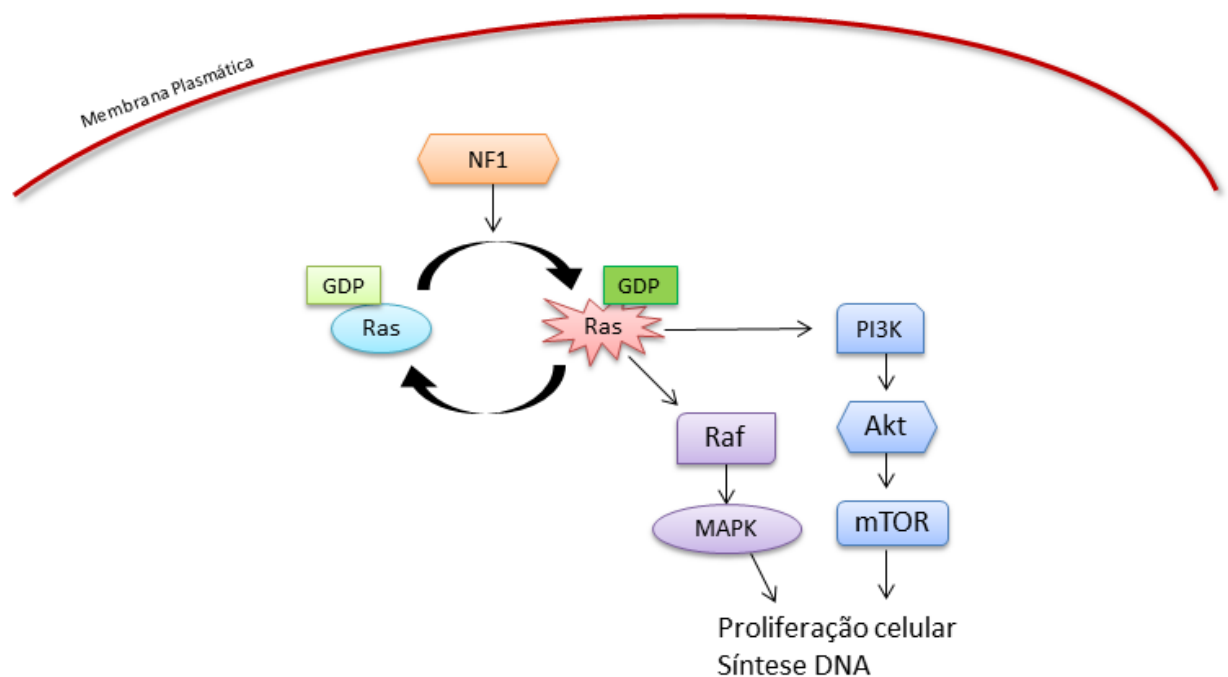 Membrana Plasmática
NF1
GDP
GDP
Ras
Ras
PI3K
Raf
Akt
MAPK
mTOR
Proliferação celular
Síntese DNA